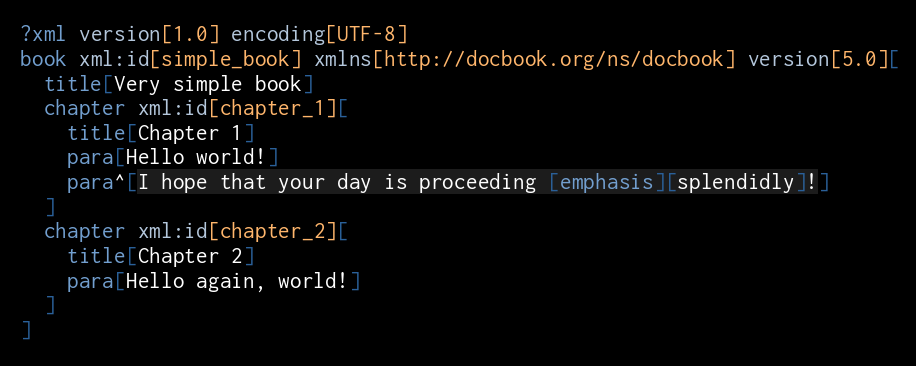 ?xml version[1.0] encoding[UTF-8]
book xml:id[simple_book] xmlns[http://docbook.org/ns/docbook] version[5.0][
  title[Very simple book]
  chapter xml:id[chapter_1][
    title[Chapter 1]
    para[Hello world!]
    para^[I hope that your day is proceeding [emphasis][splendidly]!]
  ]
  chapter xml:id[chapter_2][
    title[Chapter 2]
    para[Hello again, world!]
  ]
]